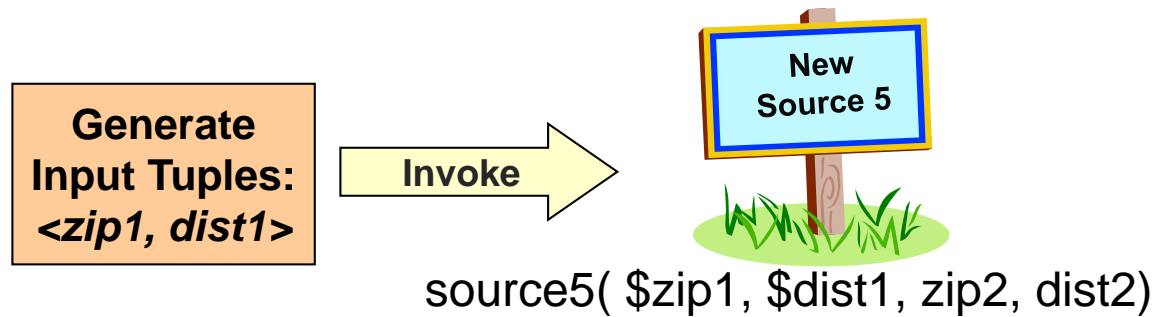 Generate
Input Tuples:
<zip1, dist1>
Invoke
New
Source 5
source5( $zip1, $dist1, zip2, dist2)